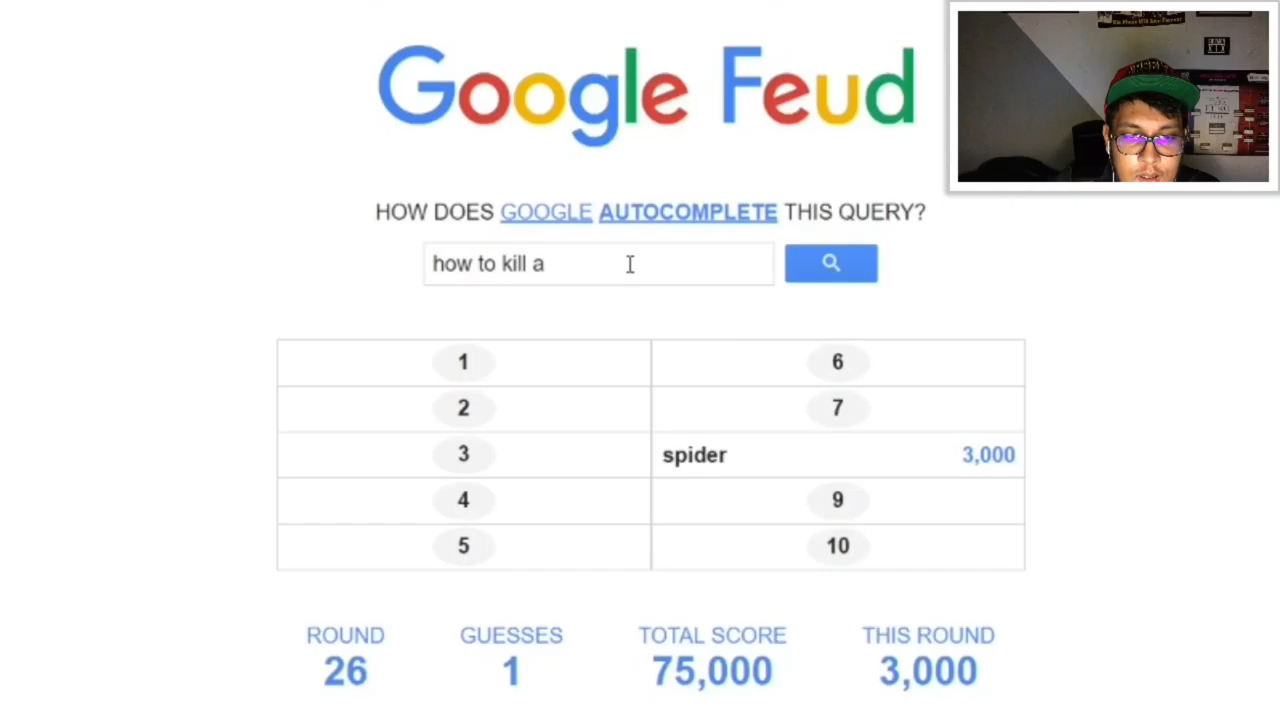 Google Feud
HOW DOES GOOGLE AUTOCOMPLETE THIS QUERY?
how to kill a
1
6
2
7
3
spider 3,000
4
9
5
10
ROUND GUESSES TOTAL SCORE THIS ROUND
26 1 75,000 3,000